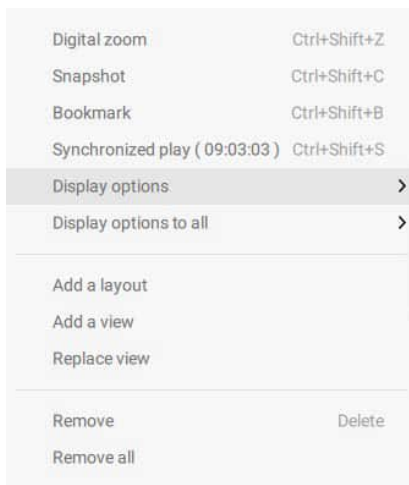 Digital zoom Ctrl+Shift+Z
Snapshot Ctrl+Shift+C
Bookmark Ctrl+Shift+B
Synchronized play ( 09:03:03 ) Ctrl+Shift+S
Display options
Display options to all
Add a layout
Add a view
Replace view
Remove Delete
Remove all